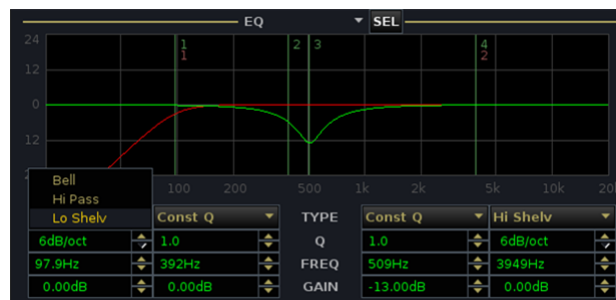 EQ SEL
24 1 2 3 4
1 2
12
0
12
2
100 200 500 1k 2k 5k 10k 20
Bell
Hi Pass
Lo Shelv Const Q TYPE Const Q Hi Shelv
6dB/oct 1.0 Q 1.0 6dB/oct
97.9Hz 392Hz FREQ 509Hz 3949Hz
0.00dB 0.00dB GAIN -13.00dB 0.00dB